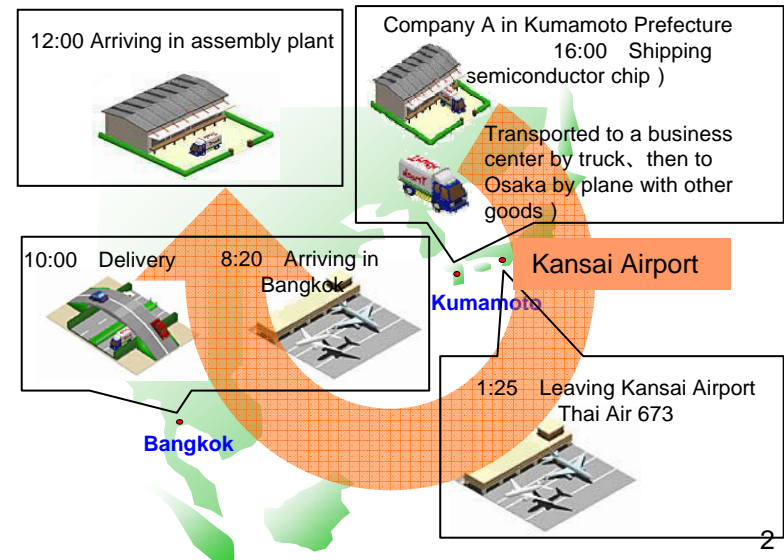 12:00 Arriving in assembly plant
Company A in Kumamoto Prefecture
16:00 Shipping
semiconductor chip )
Transported to a business
center by truck、then to
Osaka by plane with other
goods )
10:00 Delivery
8:20 Arriving in
Bangkok
Kansai Airport
Kumamoto
1:25 Leaving Kansai Airport
Thai Air 673
Bangkok
2